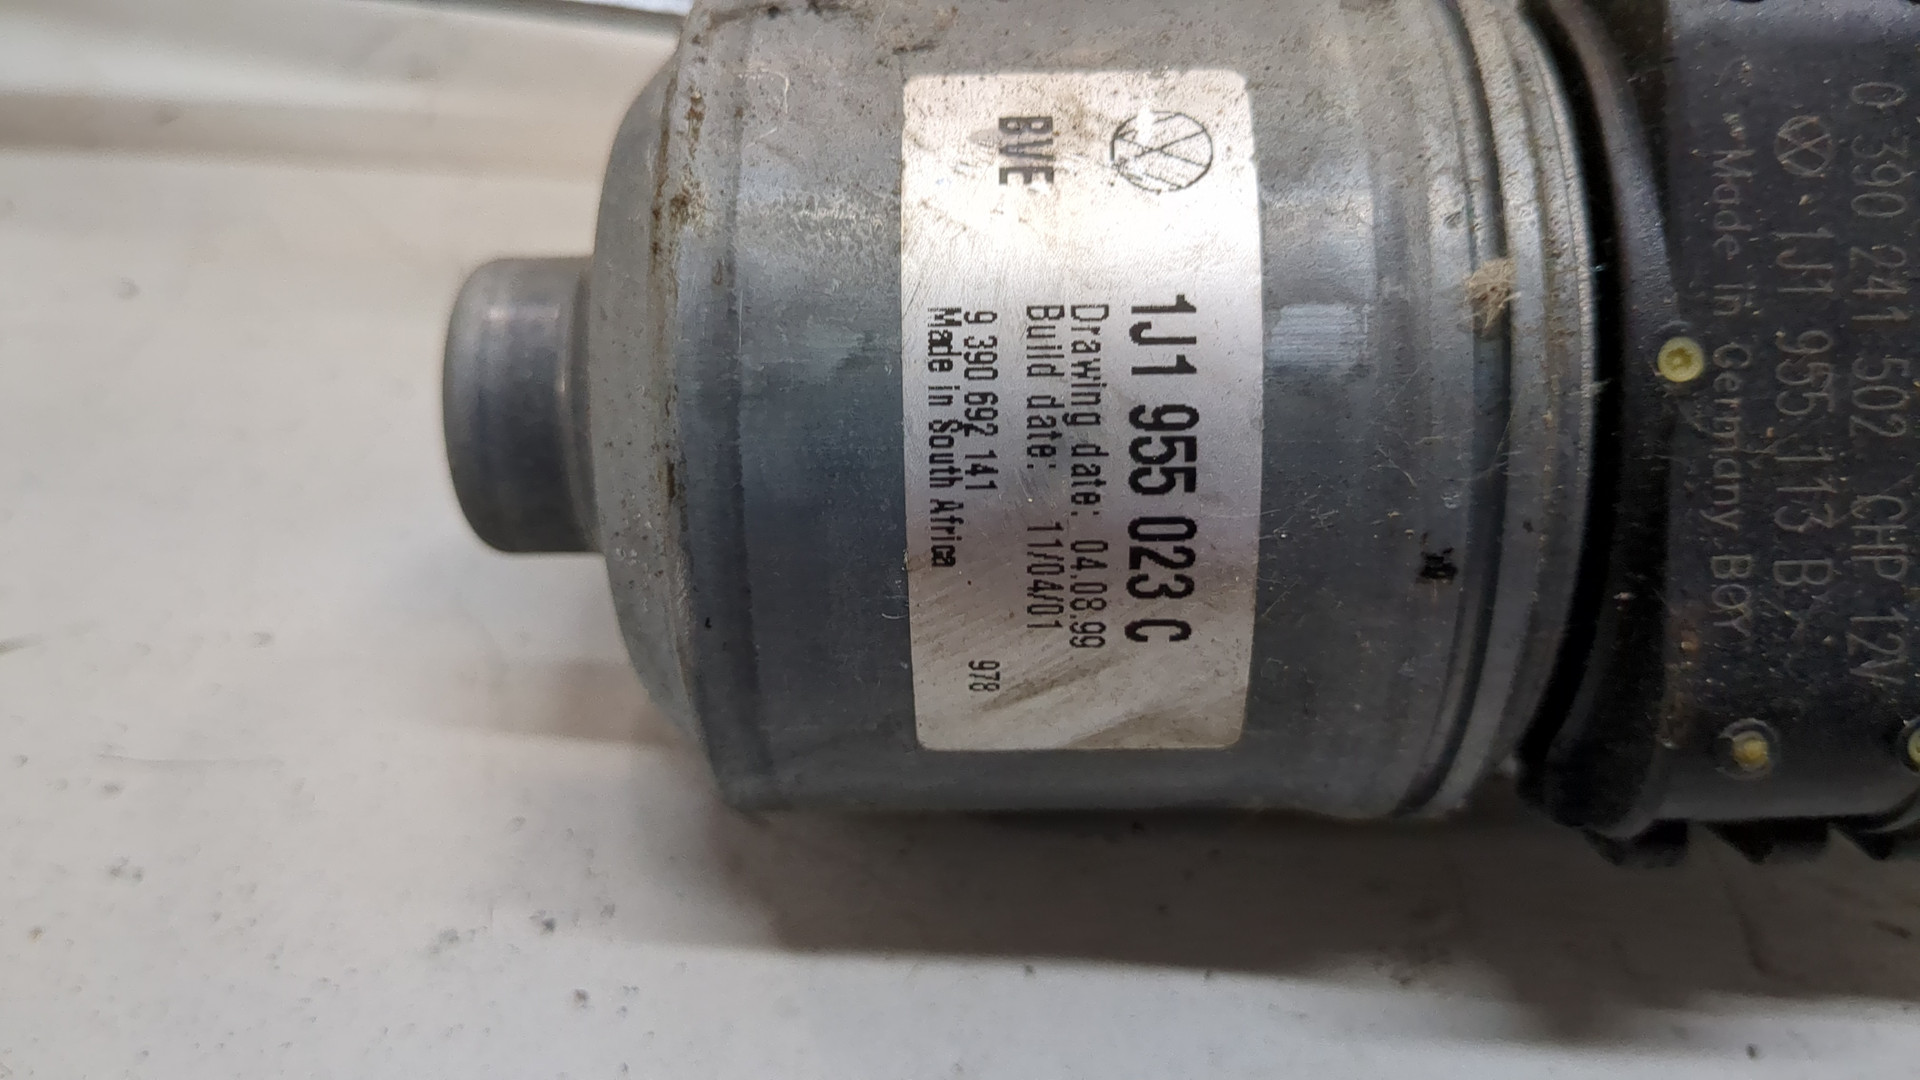 BVE
1J1 955 023 C
Drawing date: 04.08.99
Build date: 11/04/01
9 390 692 141
Made in South Africa
978
0 390 241 502 CHP 12V
1J1 955 113 B
Made in Germany BOY